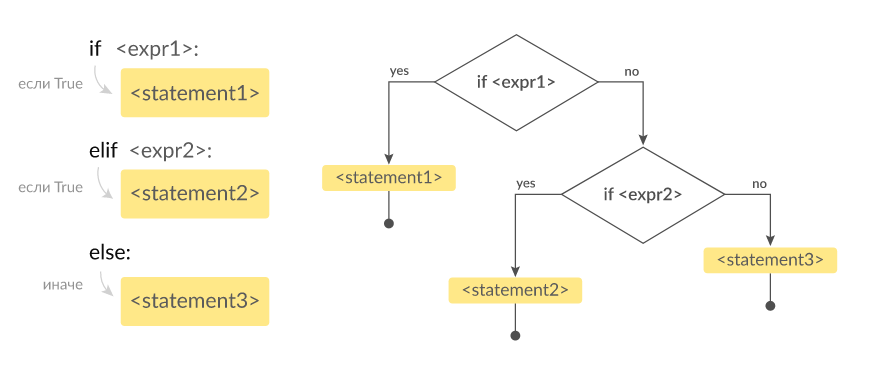 if <expr1>:
если True
<statement1>
elif <expr2>:
если True
<statement2>
else:
иначе
<statement3>
if <expr1>
yes
no
<statement1>
if <expr2>
yes
no
<statement2>
<statement3>